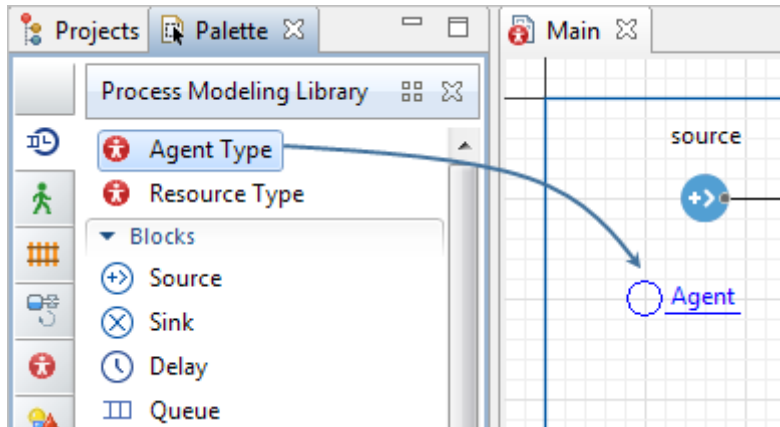 Projects
Palette
Main
Process Modeling Library
Agent Type
Resource Type
Blocks
Source
Sink
Delay
Queue
source
Agent